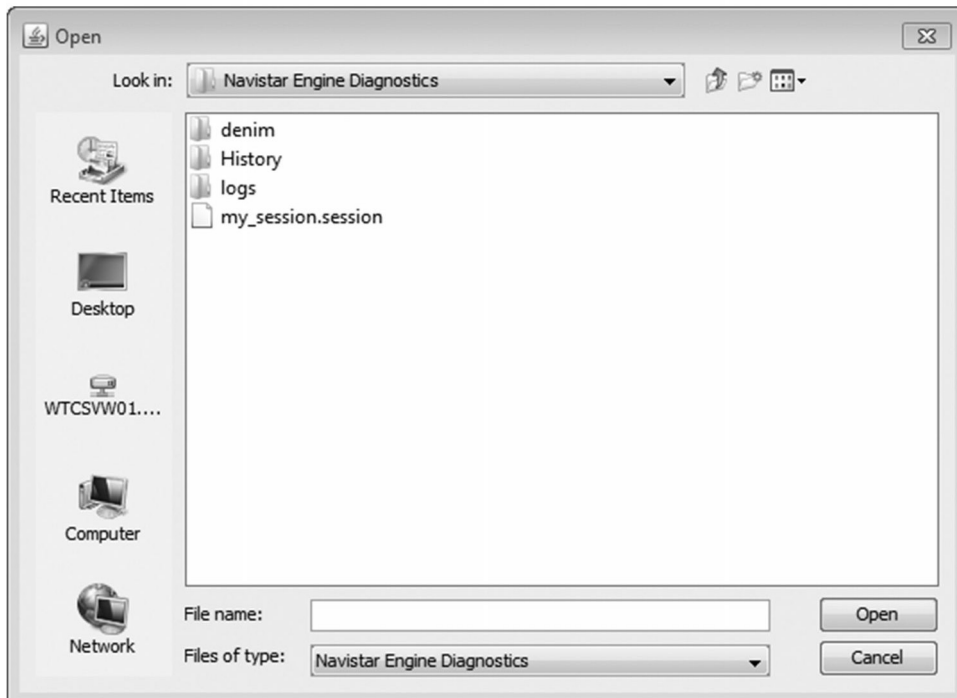 Open
Look in:
Navistar Engine Diagnostics
Recent Items
Desktop
WTCSVW01....
Computer
Network
denim
History
logs
my_session.session
File name:
Open
Files of type:
Navistar Engine Diagnostics
Cancel